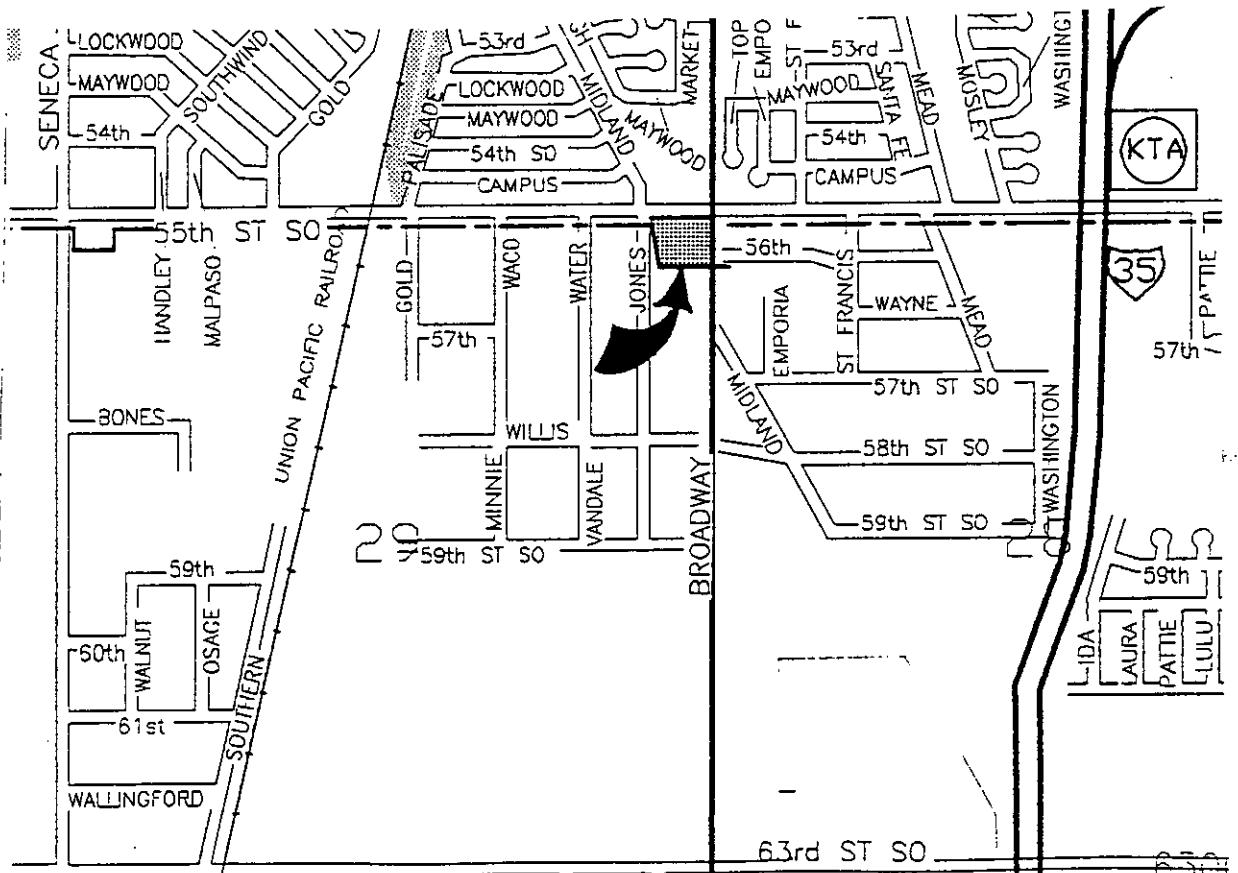 LOCKWOOD
SOUTHWIND
53rd
MARKET
TOP
EMPO
ST F
53rd
MEAD
MOSLEY
WASHINGT
SENECA
MAYWOOD
GOLD
PALISADE
LOCKWOOD
MIDLAND
MAYWOOD
MAYWOOD
SANTA FE
MAYWOOD
54th
54th SO
54th
KTA
CAMPUS
CAMPUS
55th ST SO
HANDLEY
MALPASO
UNION PACIFIC RAILROAD
GOLD
WACO
WATER
JONES
56th
35
PATTIE
EMPORIA
ST FRANCIS
WAYNE
MEAD
57th
57th
MIDLAND
57th ST SO
BONES
WILLIS
58th ST SO
WASHINGTON
MINNIE
VANDALE
BROADWAY
59th ST SO
29
59th ST SO
59th
59th
WALNUT
OSAGE
60th
IDA
LAURA
PATTIE
LULU
61st
SOUTHERN
WALLINGFORD
63rd ST SO